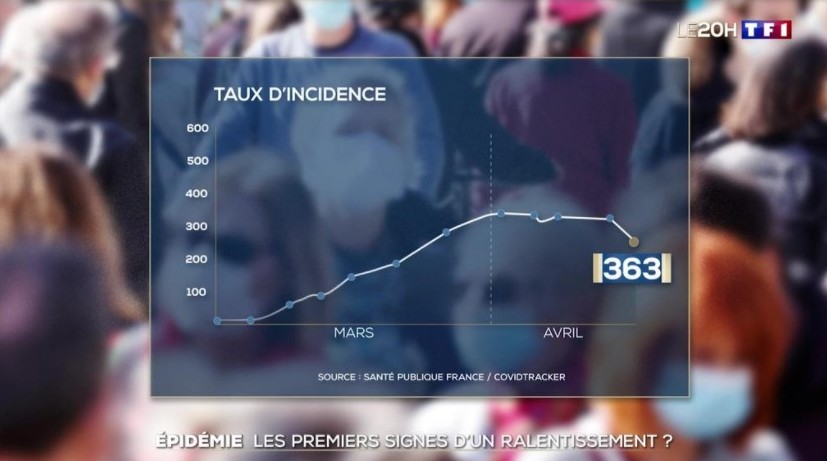 LE20H TF1
TAUX D'INCIDENCE
600
500
400
300
200
100
363
MARS AVRIL
SOURCE : SANTÉ PUBLIQUE FRANCE / COVIDTRACKER
ÉPIDÉMIE LES PREMIERS SIGNES D'UN RALENTISSEMENT ?